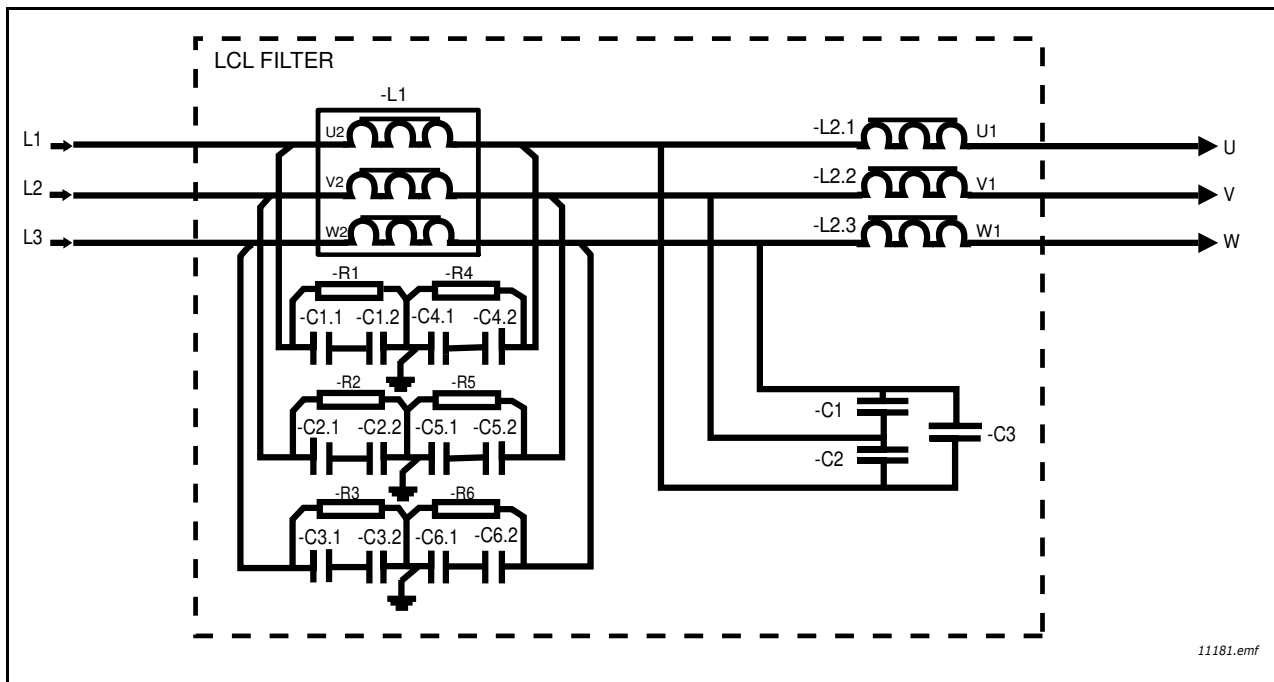 LCL FILTER
-L1
L1
U2
-L2.1
U1
U
L2
V2
-L2.2
V1
V
L3
W2
-L2.3
W1
W
-R1
-R4
-C1.1
-C1.2
-C4.1
-C4.2
-R2
-R5
-C2.1
-C2.2
-C5.1
-C5.2
-R3
-R6
-C3.1
-C3.2
-C6.1
-C6.2
-C1
-C3
-C2
11181.emf